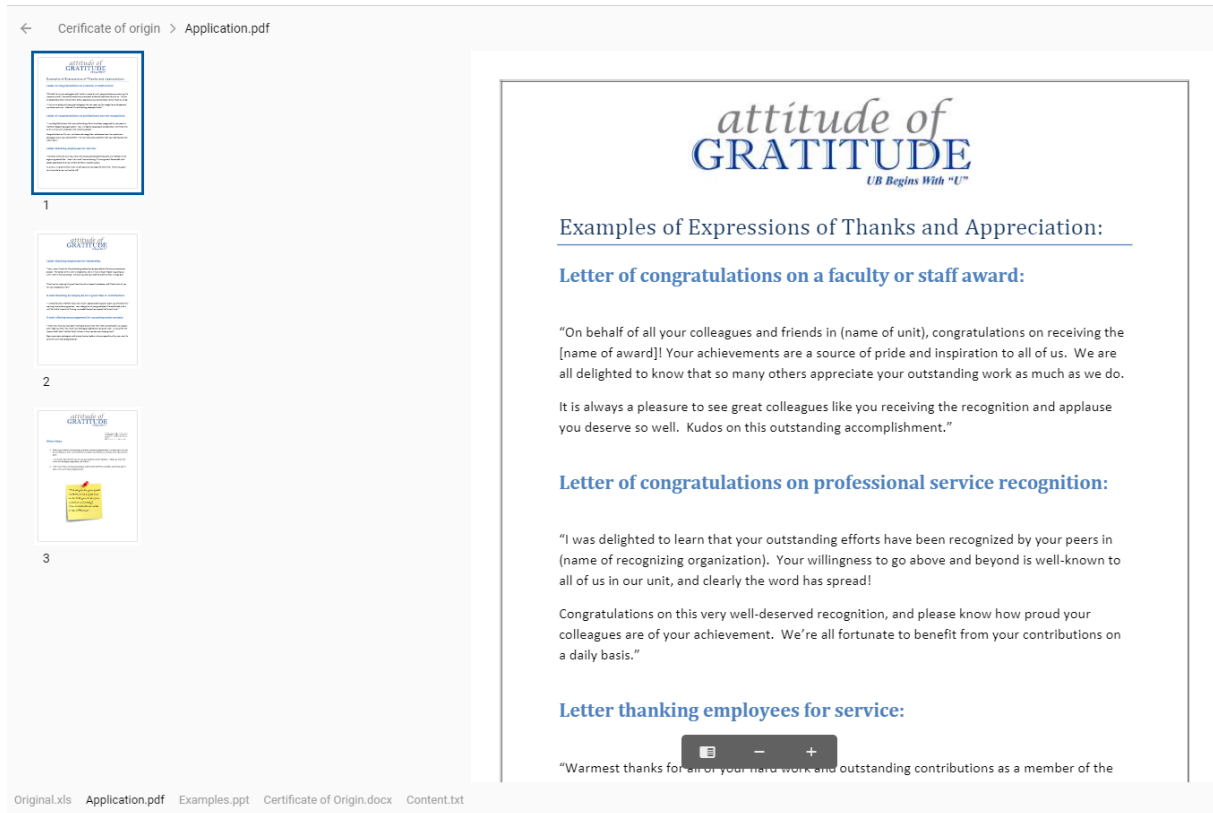 Cerificate of origin > Application.pdf
1
2
3
attitude of
GRATITUDE
UB Begins With “U”
Examples of Expressions of Thanks and Appreciation:
Letter of congratulations on a faculty or staff award:
“On behalf of all your colleagues and friends in (name of unit), congratulations on receiving the
[name of award]! Your achievements are a source of pride and inspiration to all of us. We are
all delighted to know that so many others appreciate your outstanding work as much as we do.
It is always a pleasure to see great colleagues like you receiving the recognition and applause
you deserve so well. Kudos on this outstanding accomplishment.”
Letter of congratulations on professional service recognition:
“I was delighted to learn that your outstanding efforts have been recognized by your peers in
(name of recognizing organization). Your willingness to go above and beyond is well-known to
all of us in our unit, and clearly the word has spread!
Congratulations on this very well-deserved recognition, and please know how proud your
colleagues are of your achievement. We’re all fortunate to benefit from your contributions on
a daily basis.”
Letter thanking employees for service:
“Warmest thanks for all of your hard work and outstanding contributions as a member of the
Original.xls Application.pdf Examples.ppt Certificate of Origin.docx Content.txt